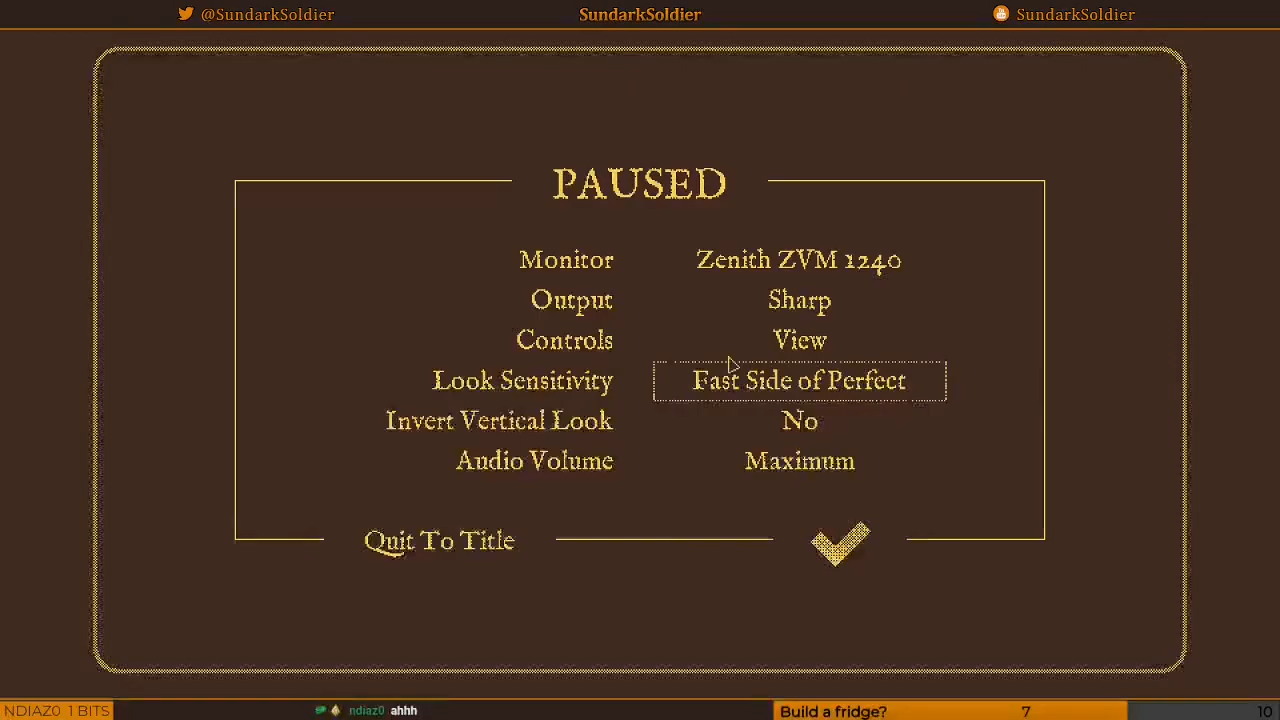 @SundarkSoldier SundarkSoldier SundarkSoldier
PAUSED
Monitor Zenith ZVM 1240
Output Sharp
Controls View
Look Sensitivity Fast Side of Perfect
Invert Vertical Look No
Audio Volume Maximum
Quit To Title
NDIAZ0 1 BITS ndiaz0 ahhh Build a fridge? 7 10